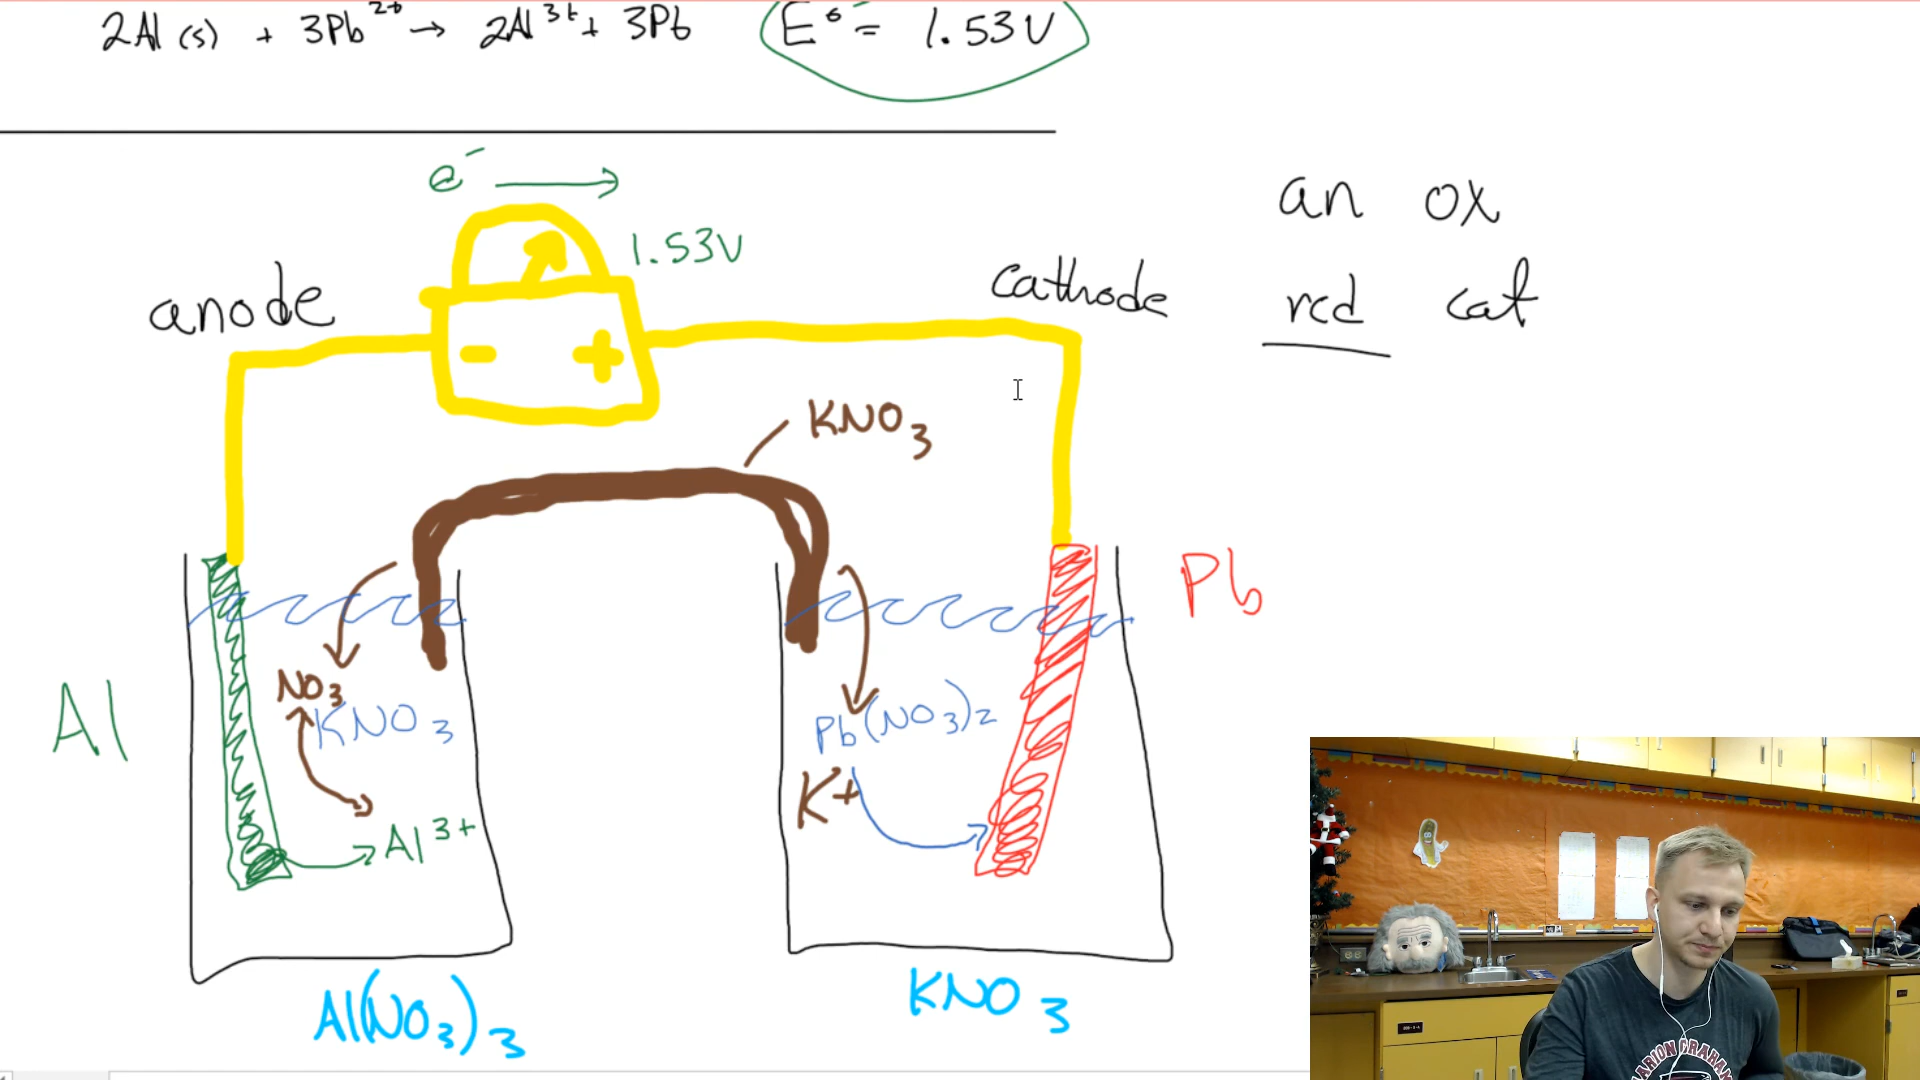 2Al (s) + 3Pb²⁺ → 2Al³⁺ + 3Pb E° = 1.53V
e⁻ →
1.53V
an ox
anode
cathode
red cat
- +
KNO₃
Pb
Al
NO₃
KNO₃
Pb(NO₃)₂
K+
Al³⁺
Al(NO₃)₃
KNO₃